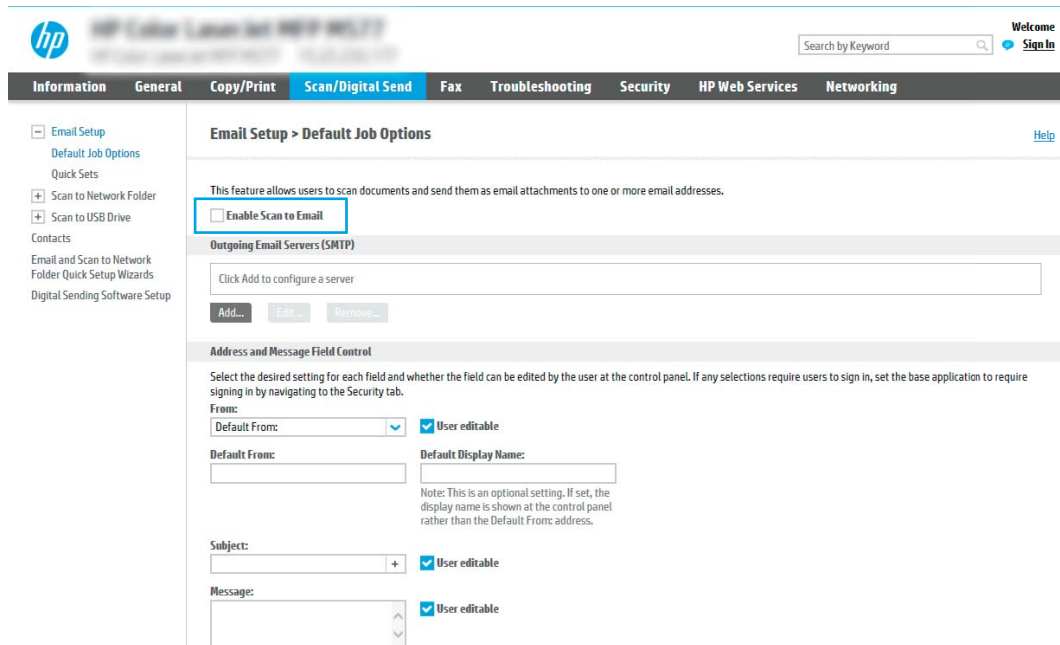 hp
Welcome
Search by Keyword
Sign In
Information General Copy/Print Scan/Digital Send Fax Troubleshooting Security HP Web Services Networking
Email Setup
Default Job Options
Quick Sets
Scan to Network Folder
Scan to USB Drive
Contacts
Email and Scan to Network
Folder Quick Setup Wizards
Digital Sending Software Setup
Email Setup > Default Job Options
Help
This feature allows users to scan documents and send them as email attachments to one or more email addresses.
Enable Scan to Email
Outgoing Email Servers (SMTP)
Click Add to configure a server
Add... Edit... Remove...
Address and Message Field Control
Select the desired setting for each field and whether the field can be edited by the user at the control panel. If any selections require users to sign in, set the base application to require
signing in by navigating to the Security tab.
From:
Default From: User editable
Default From: Default Display Name:
Note: This is an optional setting. If set, the
display name is shown at the control panel
rather than the Default From: address.
Subject:
+ User editable
Message:
User editable